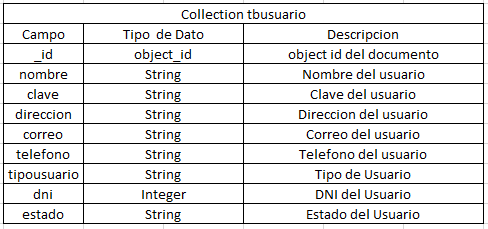 Collection tbusuario
Campo Tipo de Dato Descripcion
_id object_id object id del documento
nombre String Nombre del usuario
clave String Clave del usuario
direccion String Direccion del usuario
correo String Correo del usuario
telefono String Telefono del usuario
tipousuario String Tipo de Usuario
dni Integer DNI del Usuario
estado String Estado del Usuario